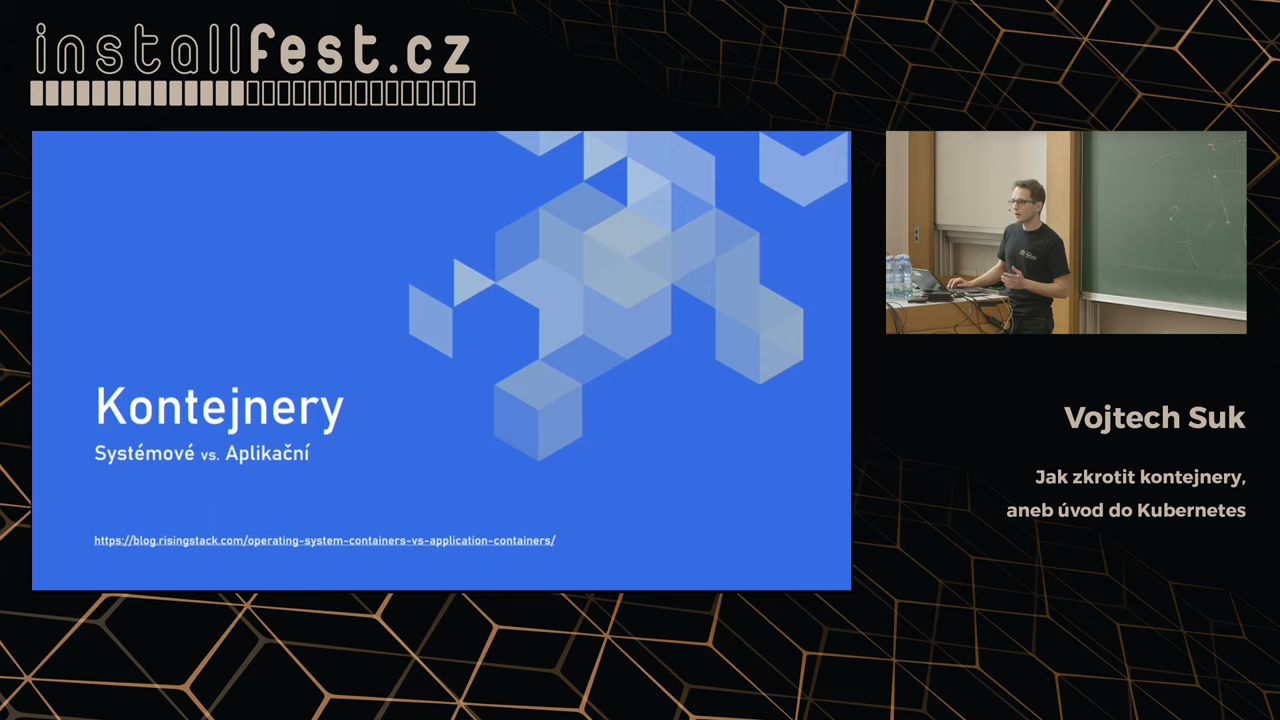 installfest.cz
Kontejnery
Systémové vs. Aplikační
https://blog.risingstack.com/operating-system-containers-vs-application-containers/
Vojtech Suk
Jak zkrotit kontejnery,
aneb úvod do Kubernetes